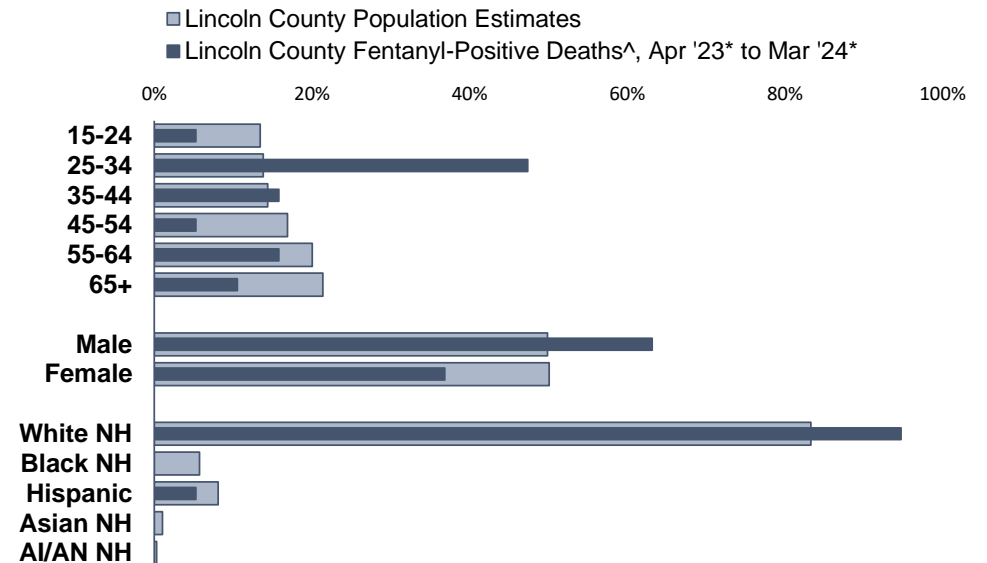 Lincoln County Population Estimates
Lincoln County Fentanyl-Positive Deaths^, Apr '23* to Mar '24*
0% 20% 40% 60% 80% 100%
15-24
25-34
35-44
45-54
55-64
65+
Male
Female
White NH
Black NH
Hispanic
Asian NH
AI/AN NH